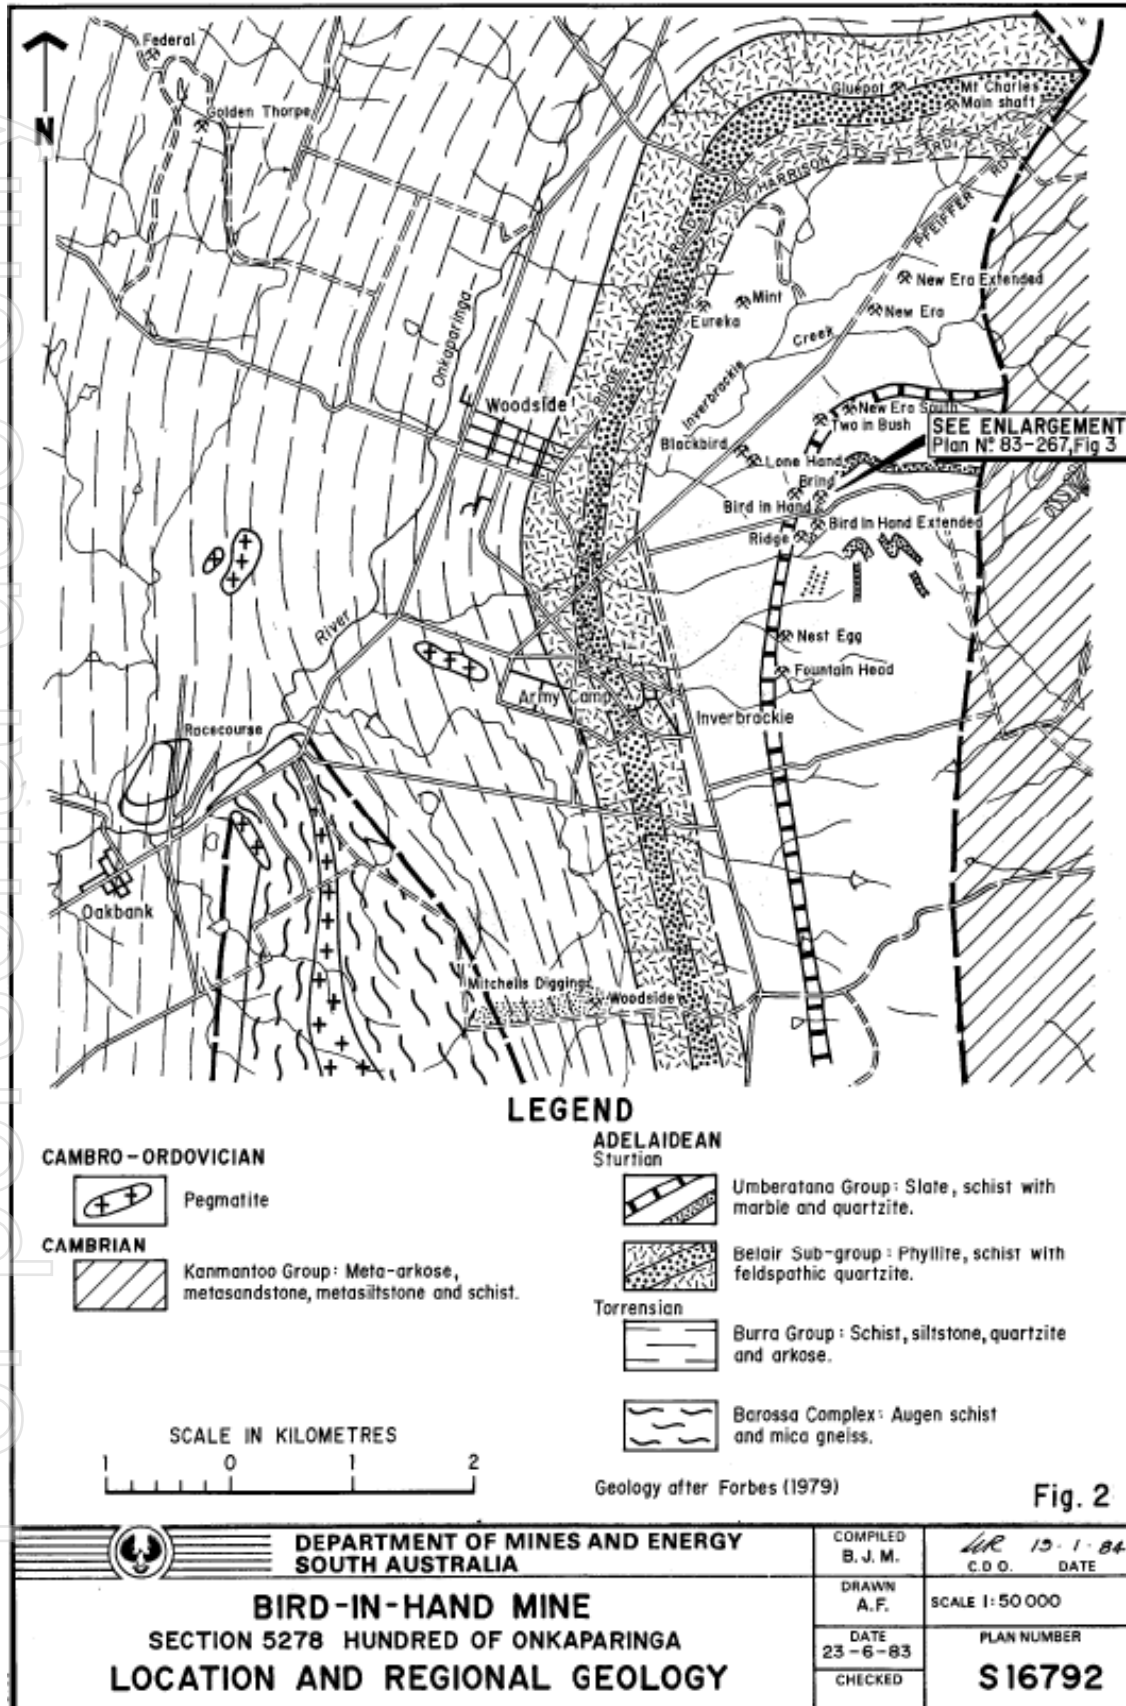 Federal
Golden Thorpe
N
Gluepot
Mt Charles
Main shaft
HARRISON RD.
PFEIFFER RD
RIDGE ROAD
New Era Extended
New Era
Mint
Eureka
Inverbrackie Creek
Onkaparinga
River
Woodside
New Era South
Two in Bush
SEE ENLARGEMENT
Plan Nº 83-267, Fig 3
Blackbird
Lone Hand
Brind
Bird in Hand
Bird In Hand Extended
Ridge
Nest Egg
Fountain Head
Army Camp
Inverbrackie
Racecourse
Oakbank
Mitchells Diggings
Woodside
LEGEND
CAMBRO-ORDOVICIAN
Pegmatite
CAMBRIAN
Kanmantoo Group: Meta-arkose,
metasandstone, metasiltstone and schist.
ADELAIDEAN
Sturtian
Umberatana Group: Slate, schist with
marble and quartzite.
Belair Sub-group: Phyllite, schist with
feldspathic quartzite.
Torrensian
Burra Group: Schist, siltstone, quartzite
and arkose.
Barossa Complex: Augen schist
and mica gneiss.
SCALE IN KILOMETRES
1 0 1 2
Geology after Forbes (1979)
Fig. 2
DEPARTMENT OF MINES AND ENERGY
SOUTH AUSTRALIA
BIRD-IN-HAND MINE
SECTION 5278 HUNDRED OF ONKAPARINGA
LOCATION AND REGIONAL GEOLOGY
COMPILED
B. J. M.
C.D.O. DATE
DRAWN
A.F.
SCALE 1:50 000
DATE
23-6-83
CHECKED
PLAN NUMBER
S16792